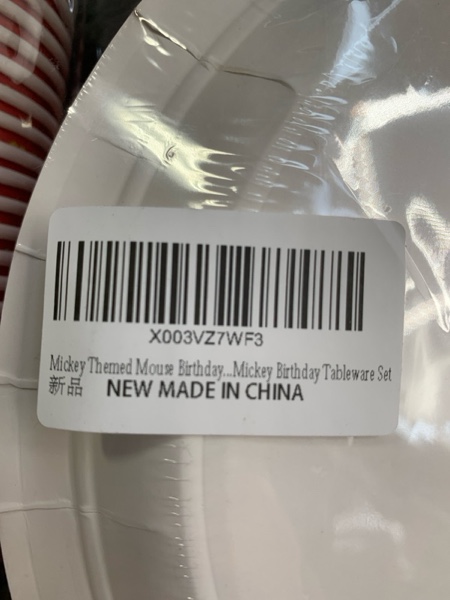 X003VZ7WF3
Mickey Themed Mouse Birthday...Mickey Birthday Tableware Set
新品 NEW MADE IN CHINA